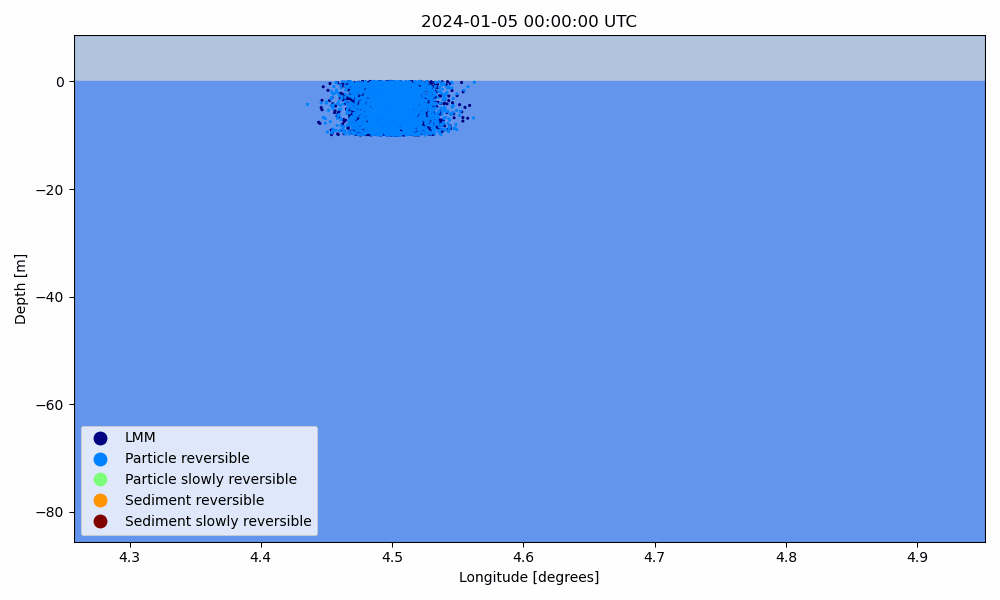 2024-01-05 00:00:00 UTC
0
−20
−40
−60
−80
Depth [m]
LMM
Particle reversible
Particle slowly reversible
Sediment reversible
Sediment slowly reversible
4.3 4.4 4.5 4.6 4.7 4.8 4.9
Longitude [degrees]